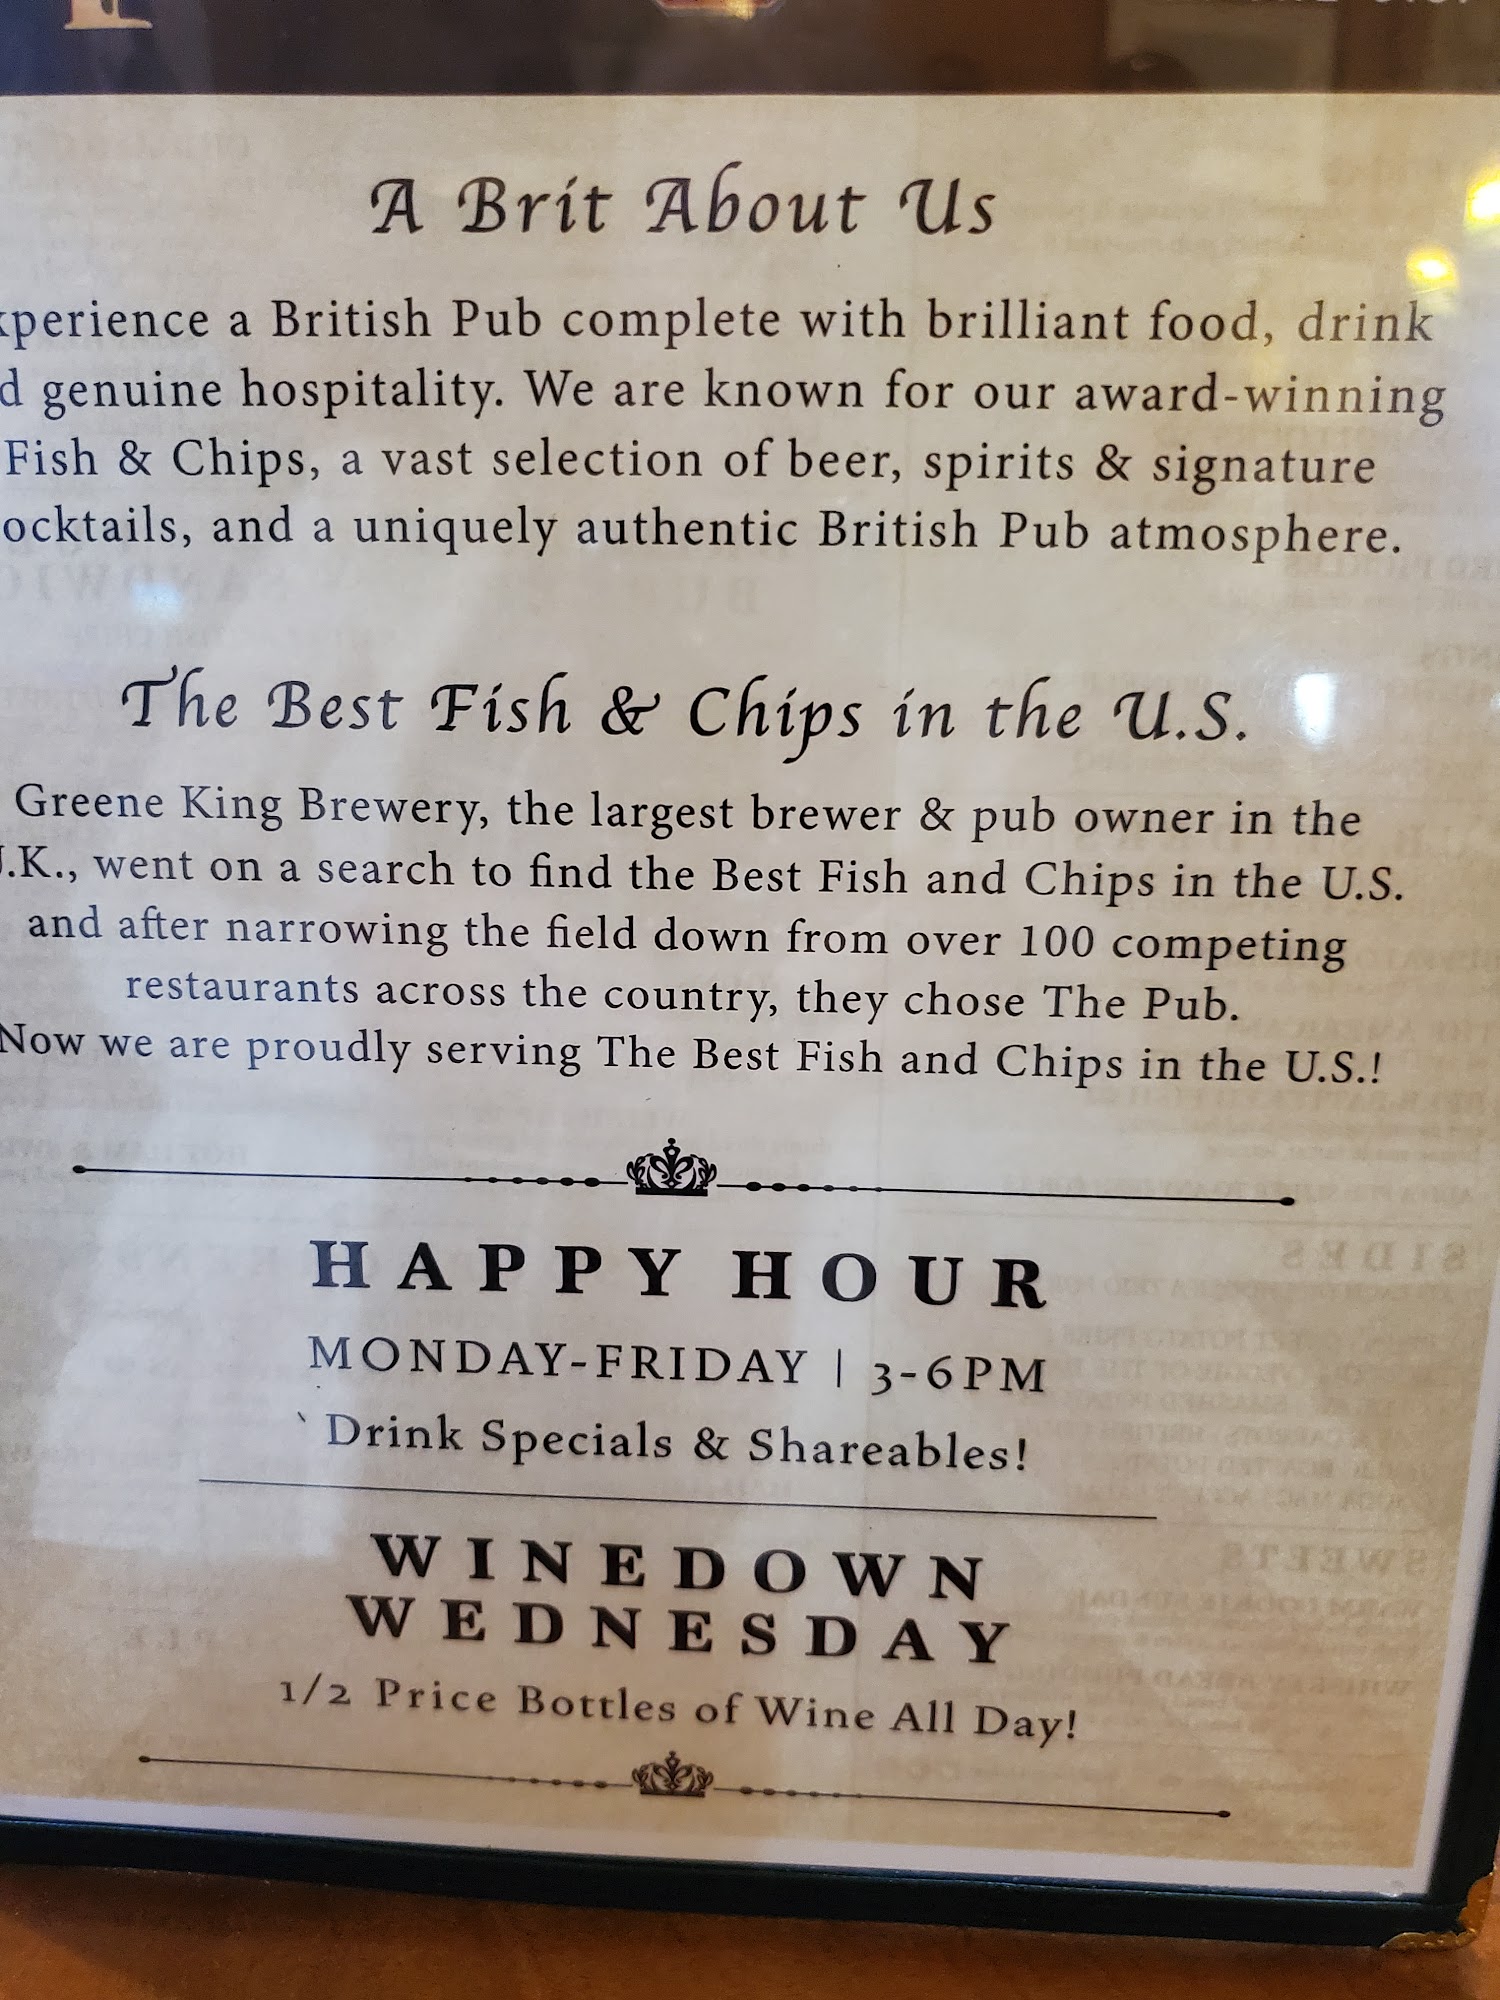 A Brit About Us
xperience a British Pub complete with brilliant food, drink
d genuine hospitality. We are known for our award-winning
Fish & Chips, a vast selection of beer, spirits & signature
ocktails, and a uniquely authentic British Pub atmosphere.
The Best Fish & Chips in the U.S.
Greene King Brewery, the largest brewer & pub owner in the
.K., went on a search to find the Best Fish and Chips in the U.S.
and after narrowing the field down from over 100 competing
restaurants across the country, they chose The Pub.
Now we are proudly serving The Best Fish and Chips in the U.S.!
HAPPY HOUR
MONDAY-FRIDAY | 3-6PM
` Drink Specials & Shareables!
WINEDOWN
WEDNESDAY
1/2 Price Bottles of Wine All Day!